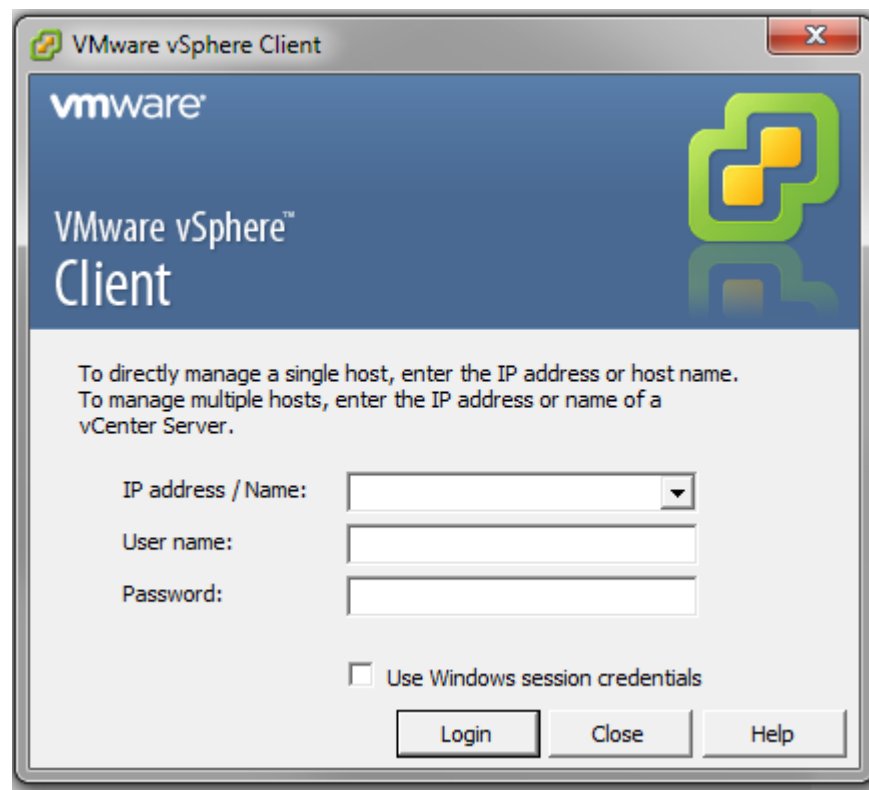 VMware vSphere Client
vmware
VMware vSphere™
Client
To directly manage a single host, enter the IP address or host name.
To manage multiple hosts, enter the IP address or name of a
vCenter Server.
IP address / Name:
User name:
Password:
Use Windows session credentials
Login Close Help